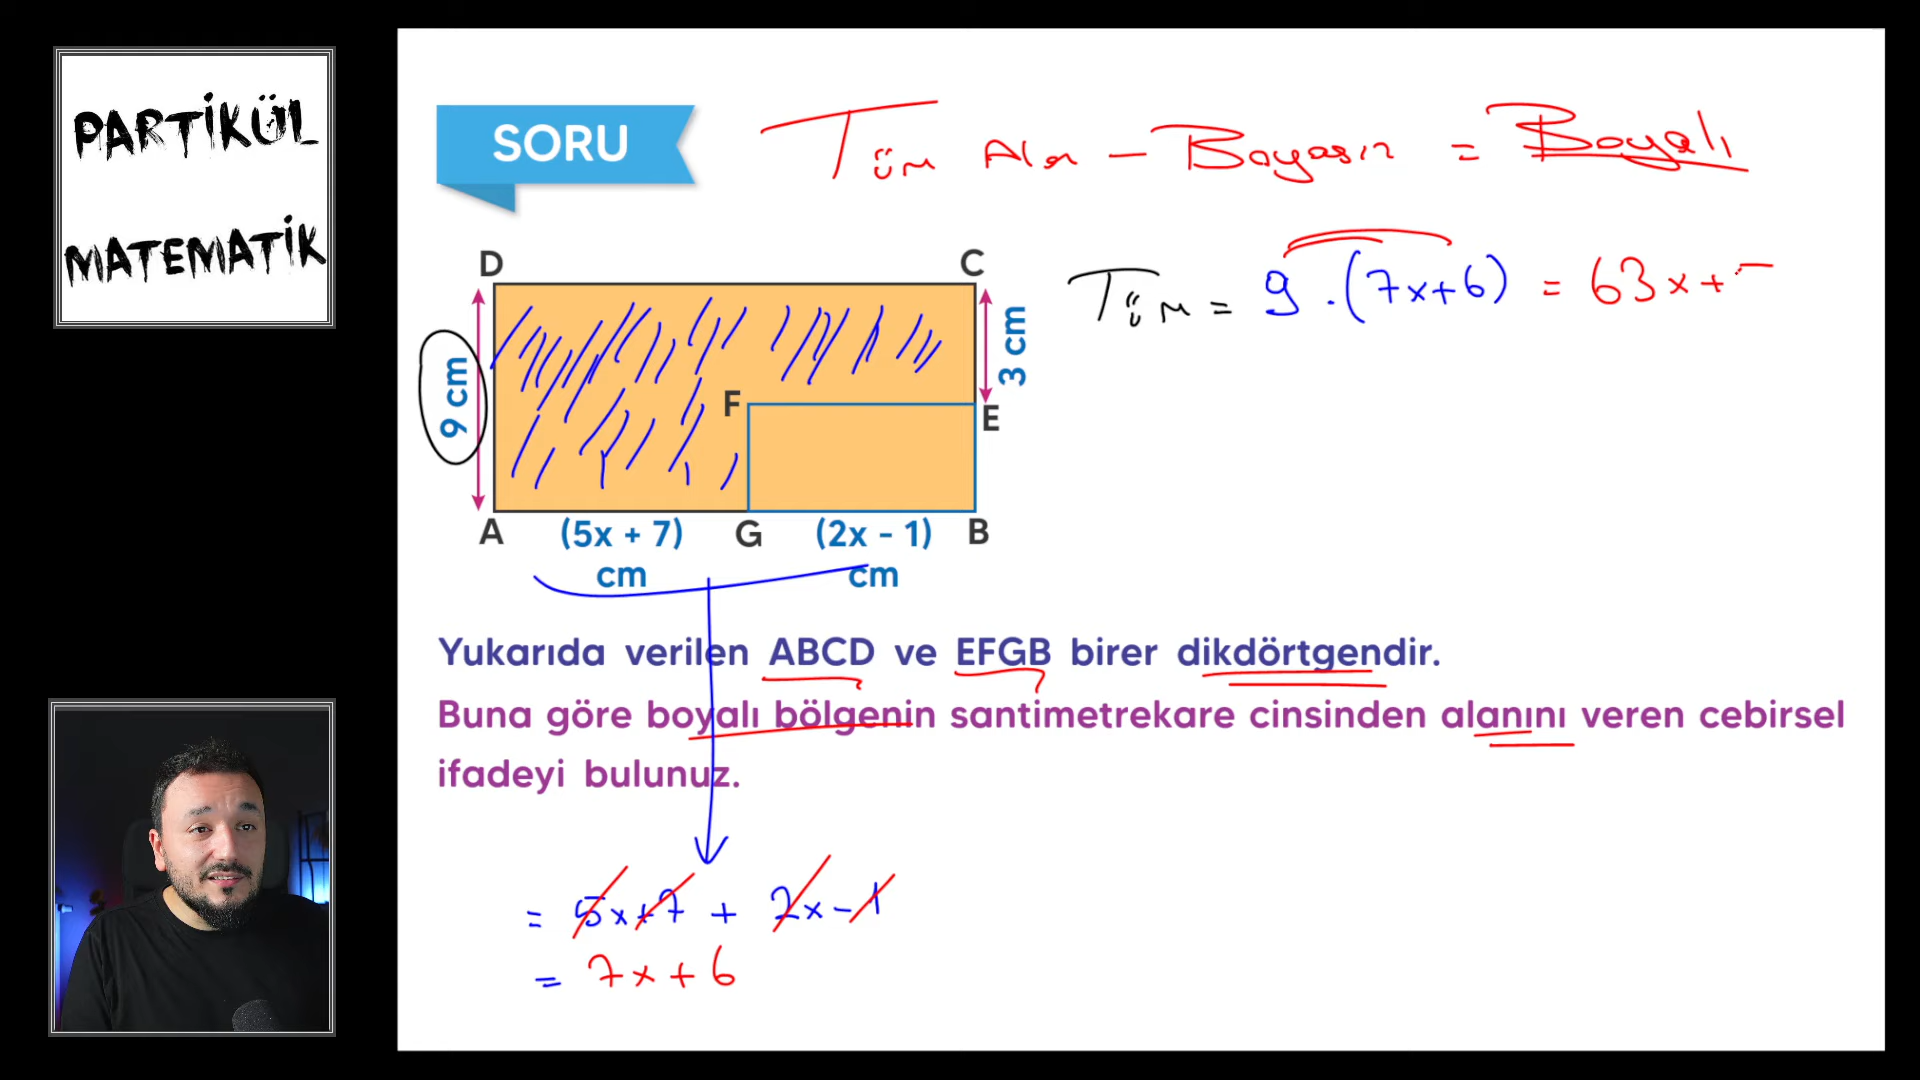 PARTİKÜL
MATEMATİK
SORU
Tüm Alan - Boyasız = Boyalı
D
C
9 cm
3 cm
F
E
A
(5x + 7)
cm
G
(2x - 1)
cm
B
Tüm = 9 . (7x+6) = 63x+5
Yukarıda verilen ABCD ve EFGB birer dikdörtgendir.
Buna göre boyalı bölgenin santimetrekare cinsinden alanını veren cebirsel
ifadeyi bulunuz.
= 5x+7 + 2x-1
= 7x+6